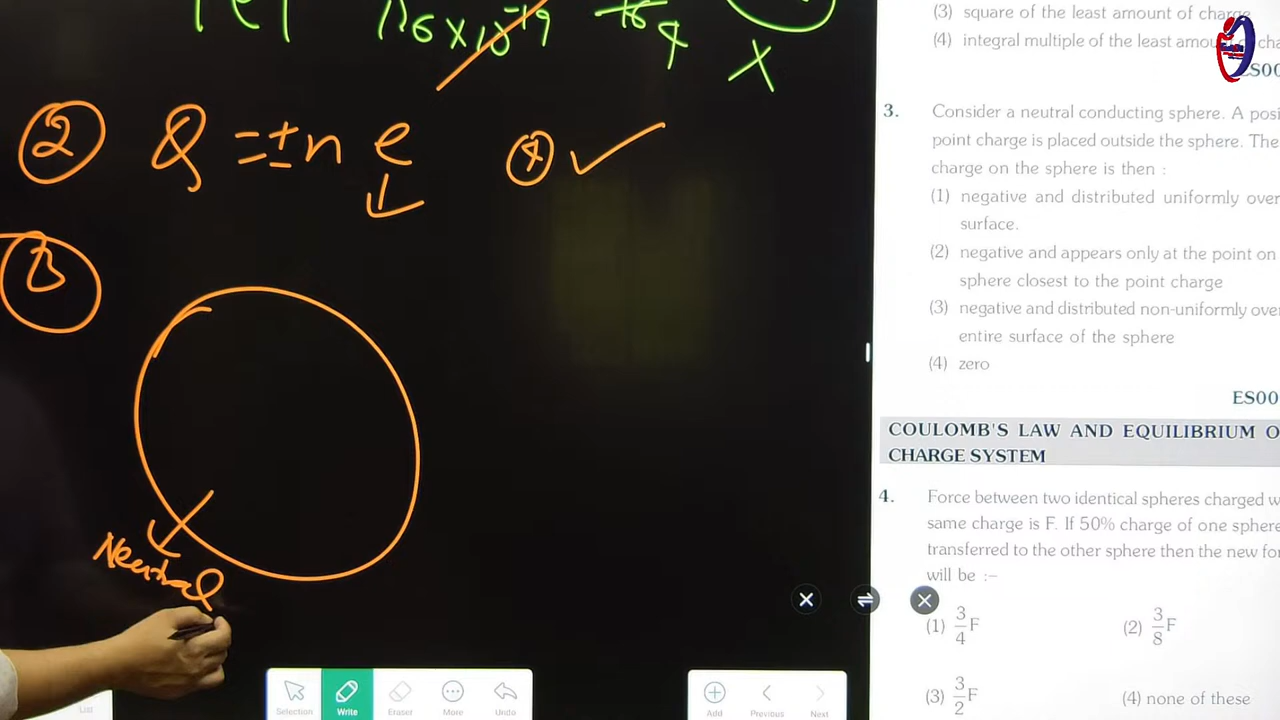 |e| 1.6 x 10^-19 16 4 X
② Q = ± n e ④ ✓
③
Neutral
(3) square of the least amount of charge
(4) integral multiple of the least amou
ES00
3. Consider a neutral conducting sphere. A posi
point charge is placed outside the sphere. The
charge on the sphere is then :
(1) negative and distributed uniformly over
surface.
(2) negative and appears only at the point on
sphere closest to the point charge
(3) negative and distributed non-uniformly over
entire surface of the sphere
(4) zero
ES00
COULOMB'S LAW AND EQUILIBRIUM O
CHARGE SYSTEM
4. Force between two identical spheres charged w
same charge is F. If 50% charge of one sphere
transferred to the other sphere then the new fo
will be :–
(1) 3/4 F (2) 3/8 F
(3) 3/2 F (4) none of these
List
Selection Write Eraser More Undo
Add Previous Next